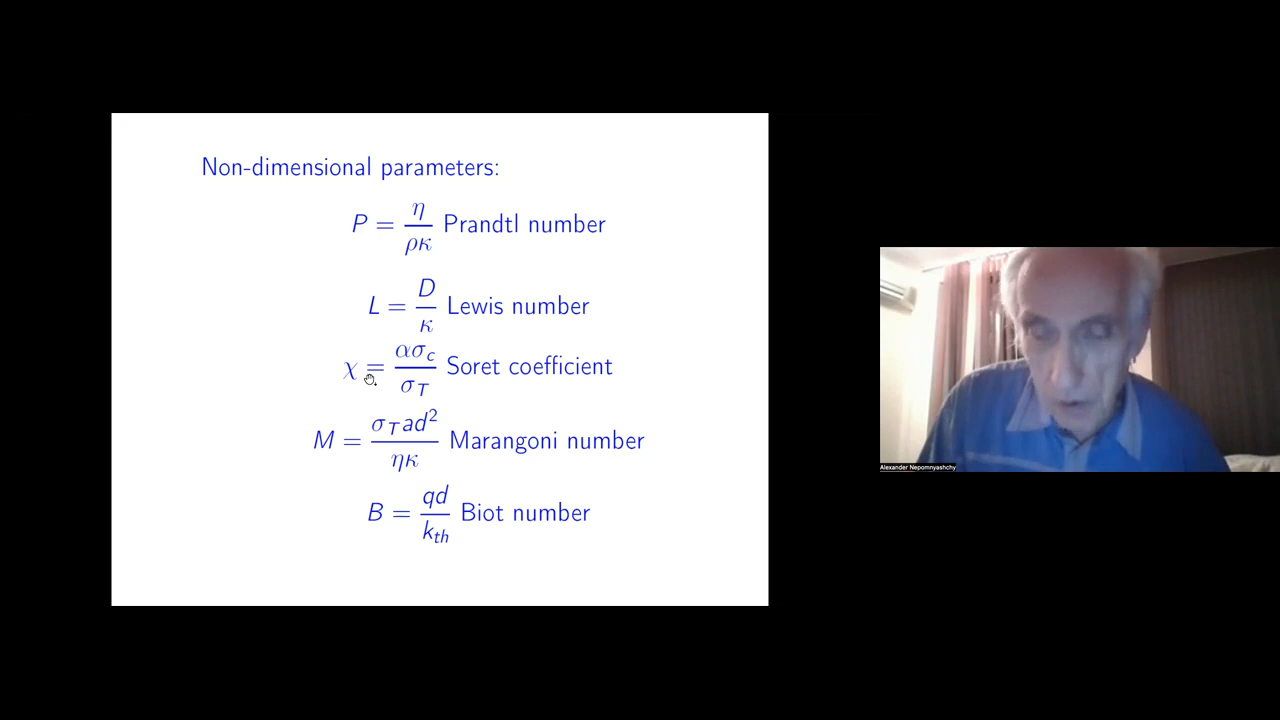 Non-dimensional parameters:
P = η/ρκ Prandtl number
L = D/κ Lewis number
χ = ασ_c/σ_T Soret coefficient
M = σ_T ad²/ηκ Marangoni number
B = qd/k_th Biot number
Alexander Nepomnyashchy